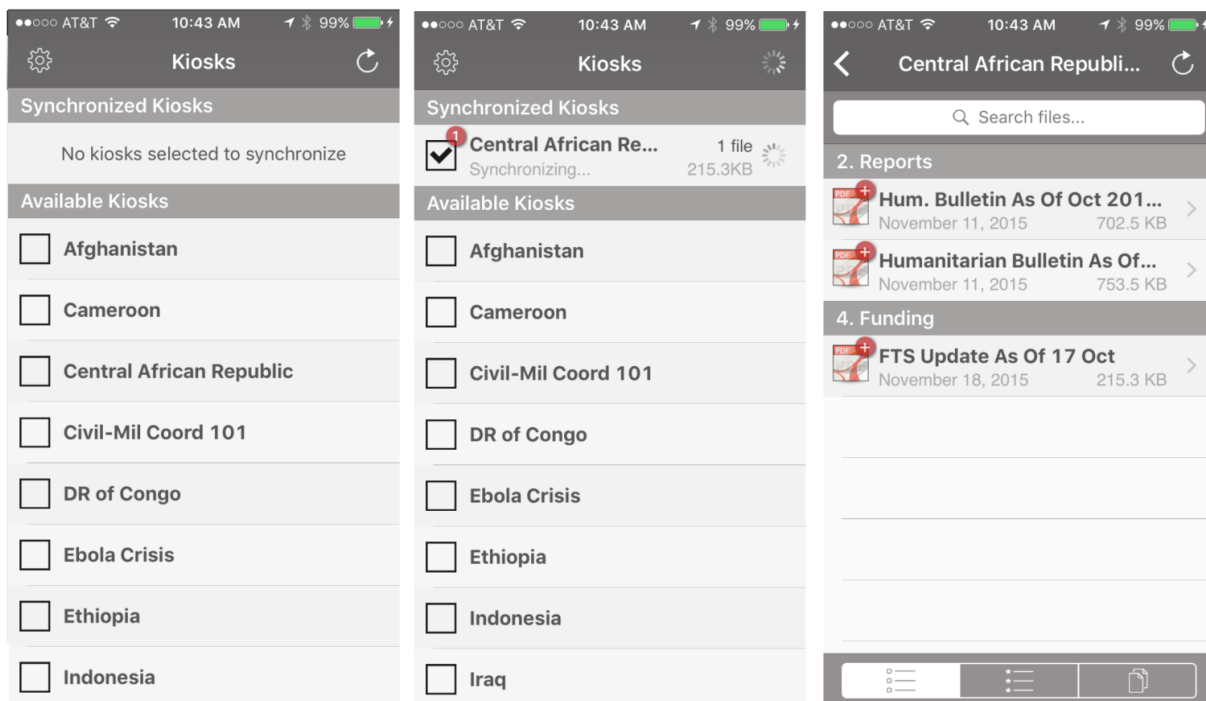 AT&T 10:43 AM 99%
Kiosks
Synchronized Kiosks
No kiosks selected to synchronize
Available Kiosks
Afghanistan
Cameroon
Central African Republic
Civil-Mil Coord 101
DR of Congo
Ebola Crisis
Ethiopia
Indonesia
AT&T 10:43 AM 99%
Kiosks
Synchronized Kiosks
1
Central African Re... 1 file
Synchronizing... 215.3KB
Available Kiosks
Afghanistan
Cameroon
Civil-Mil Coord 101
DR of Congo
Ebola Crisis
Ethiopia
Indonesia
Iraq
AT&T 10:43 AM 99%
Central African Republi...
Search files...
2. Reports
PDF + Hum. Bulletin As Of Oct 201...
November 11, 2015 702.5 KB
PDF + Humanitarian Bulletin As Of...
November 11, 2015 753.5 KB
4. Funding
PDF + FTS Update As Of 17 Oct
November 18, 2015 215.3 KB